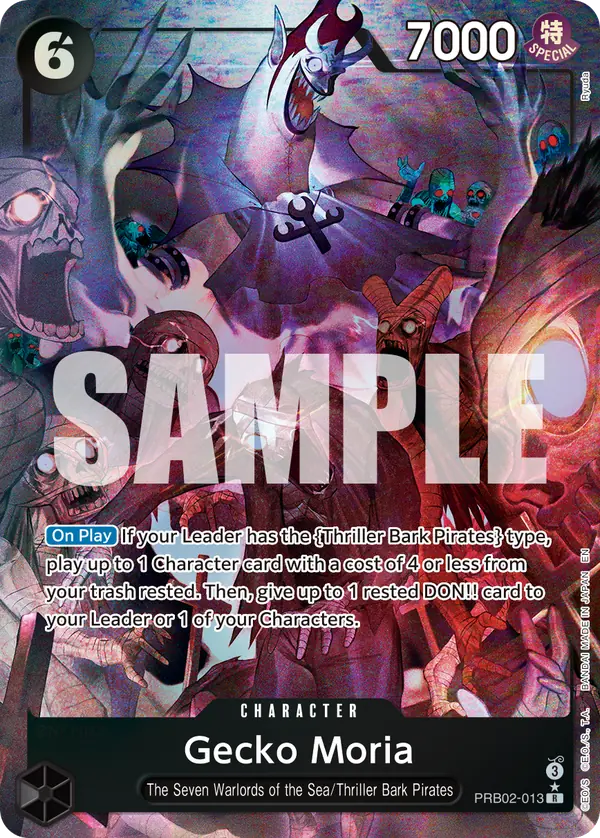 6
7000
特
SPECIAL
Ryuda
SAMPLE
On Play If your Leader has the {Thriller Bark Pirates} type,
play up to 1 Character card with a cost of 4 or less from
your trash rested. Then, give up to 1 rested DON!! card to
your Leader or 1 of your Characters.
CHARACTER
Gecko Moria
The Seven Warlords of the Sea/Thriller Bark Pirates
3
PRB02-013 R
©EO/S ©E.O./S., T.A. BANDAI MADE IN JAPAN EN